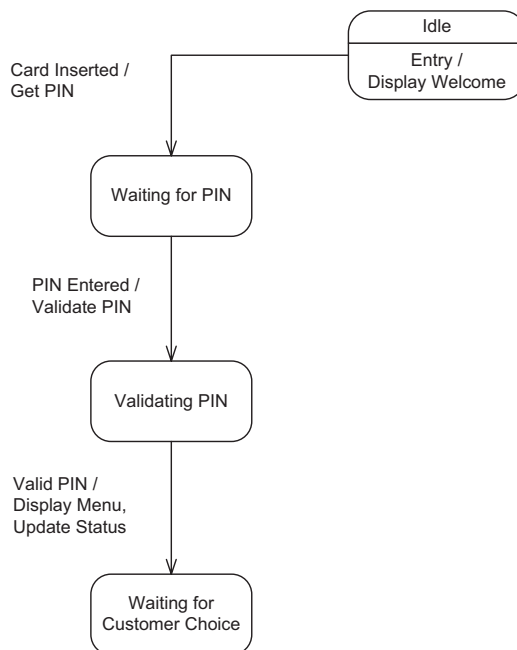 Idle
Entry /
Display Welcome
Card Inserted /
Get PIN
Waiting for PIN
PIN Entered /
Validate PIN
Validating PIN
Valid PIN /
Display Menu,
Update Status
Waiting for
Customer Choice